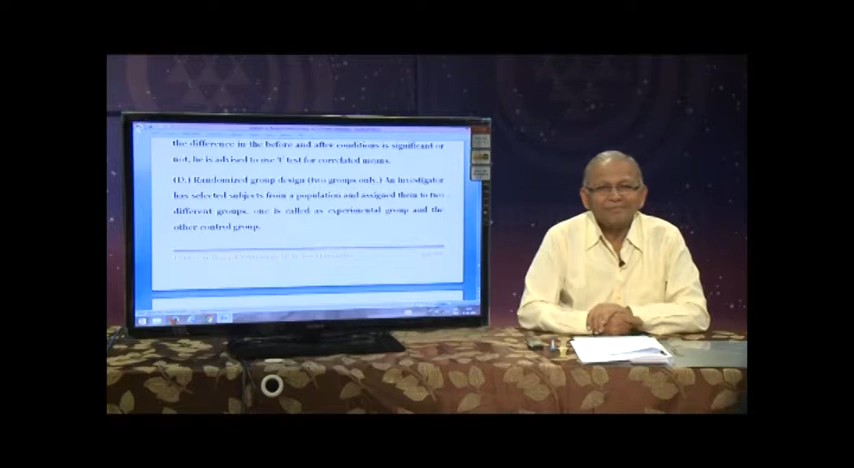 the difference in the before and after conditions is significant or
not, he is advised to use 't' test for correlated means.
(D.) Randomized group design (two groups only.) An investigator
has selected subjects from a population and assigned them to two
different groups, one is called as experimental group and the
other control group.